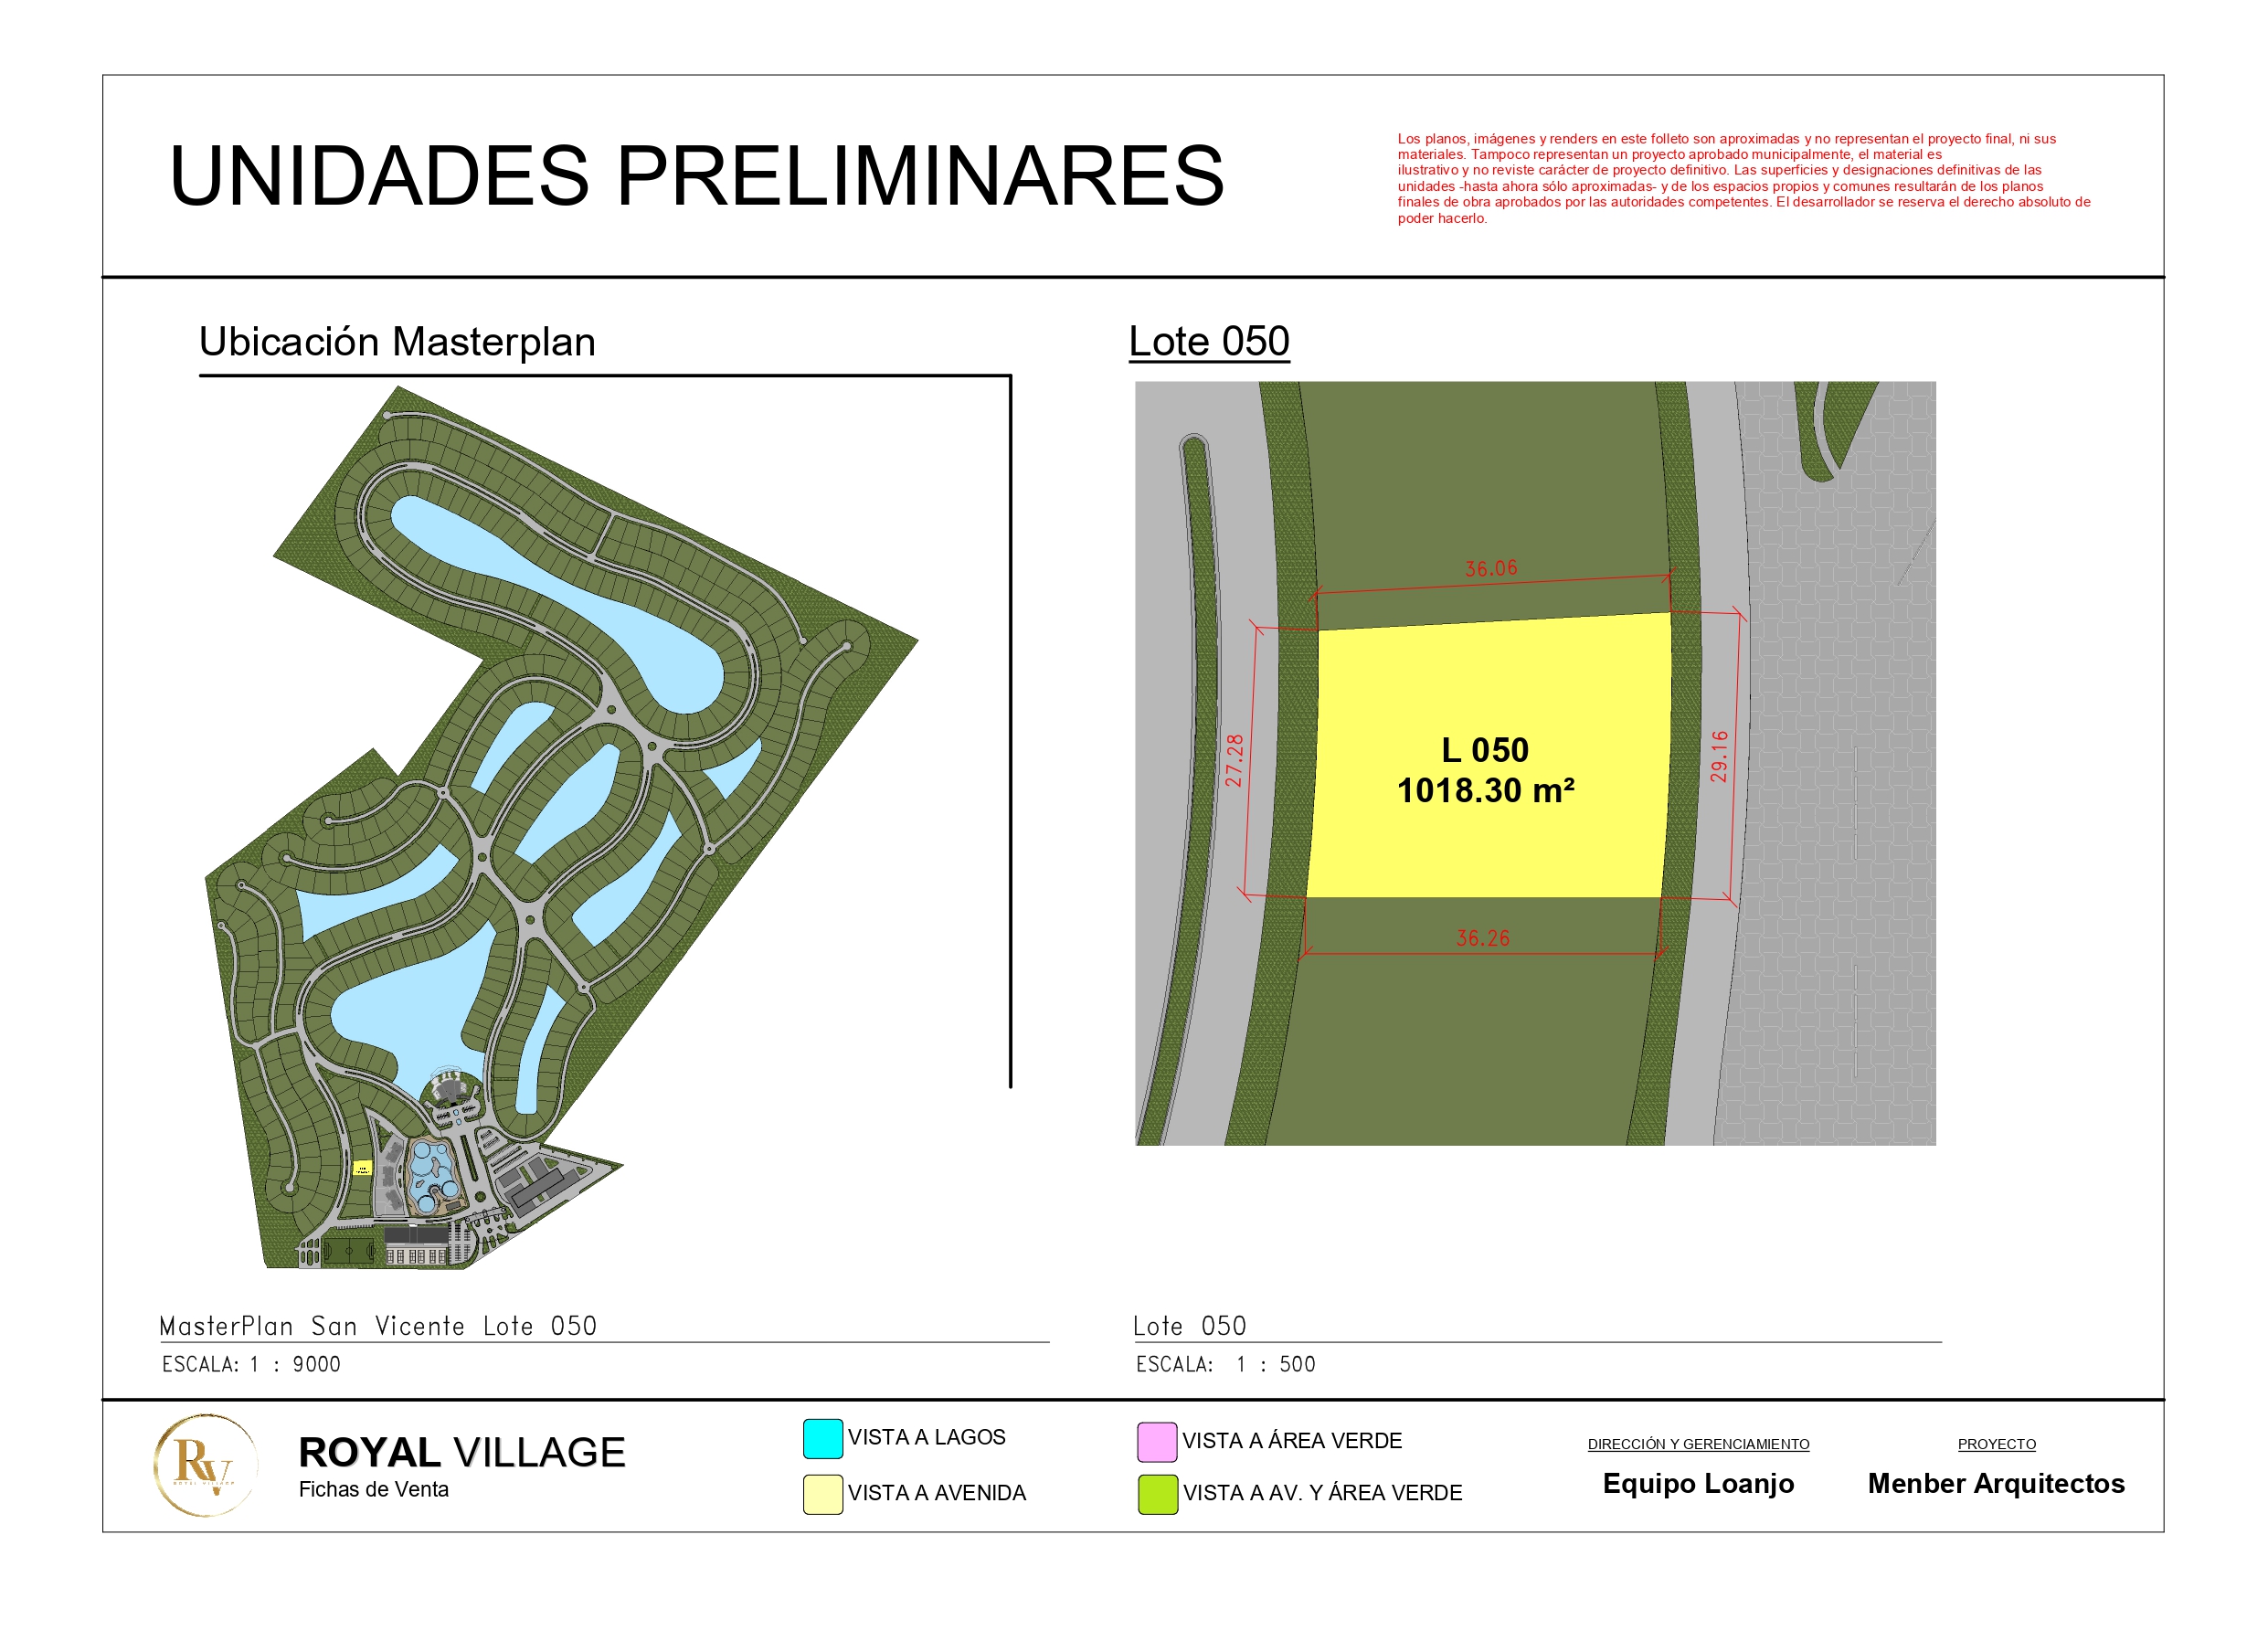 UNIDADES PRELIMINARES
Los planos, imágenes y renders en este folleto son aproximadas y no representan el proyecto final, ni sus
materiales. Tampoco representan un proyecto aprobado municipalmente, el material es
ilustrativo y no reviste carácter de proyecto definitivo. Las superficies y designaciones definitivas de las
unidades -hasta ahora sólo aproximadas- y de los espacios propios y comunes resultarán de los planos
finales de obra aprobados por las autoridades competentes. El desarrollador se reserva el derecho absoluto de
poder hacerlo.
Ubicación Masterplan
Lote 050
36.06
27.28
29.16
L 050
1018.30 m²
36.26
MasterPlan San Vicente Lote 050
ESCALA: 1 : 9000
Lote 050
ESCALA: 1 : 500
RV
ROYAL VILLAGE
ROYAL VILLAGE
Fichas de Venta
VISTA A LAGOS
VISTA A AVENIDA
VISTA A ÁREA VERDE
VISTA A AV. Y ÁREA VERDE
DIRECCIÓN Y GERENCIAMIENTO
Equipo Loanjo
PROYECTO
Menber Arquitectos